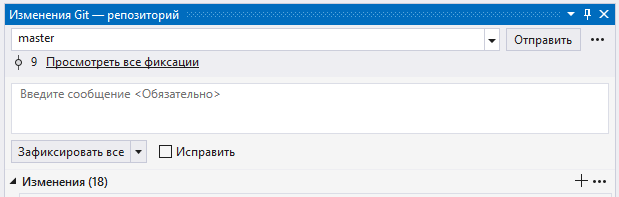 Изменения Git — репозиторий
master
Отправить
9 Просмотреть все фиксации
Введите сообщение <Обязательно>
Зафиксировать все
Исправить
Изменения (18)